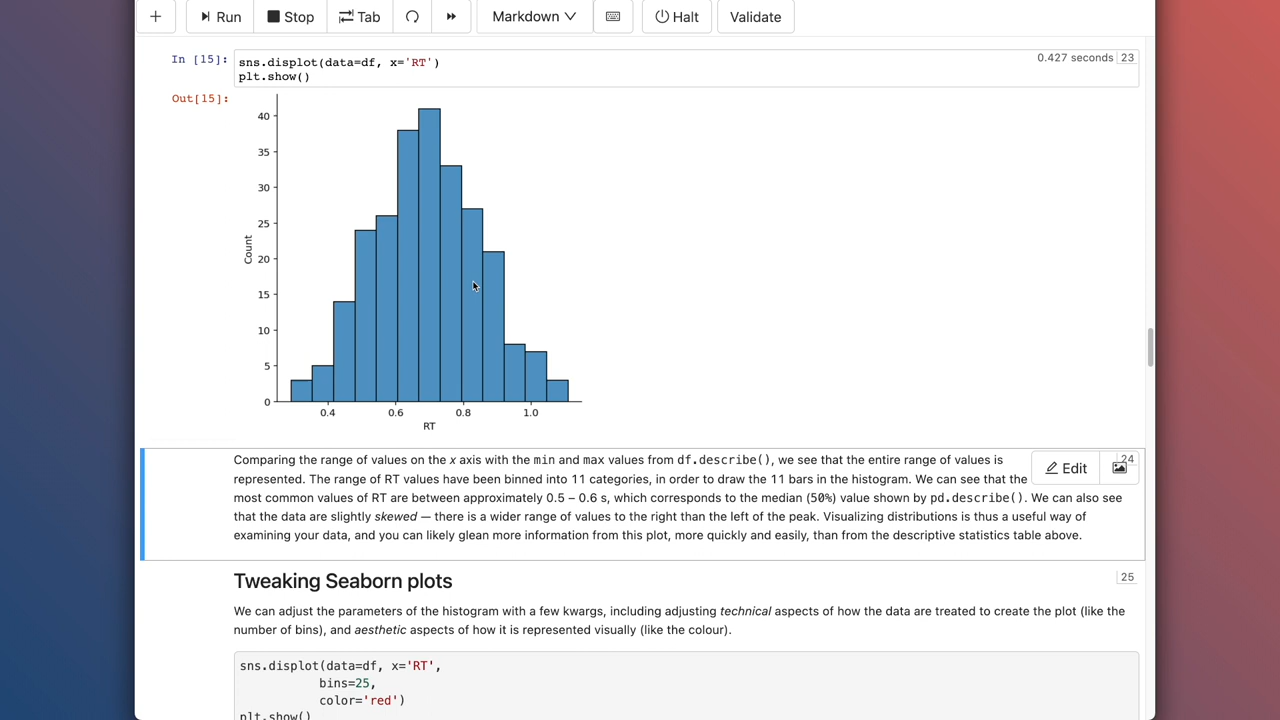 Run Stop Tab Markdown Halt Validate
In [15]: sns.displot(data=df, x='RT') 0.427 seconds 23
plt.show()
Out[15]:
40
35
30
25
20
15
10
5
0
Count
0.4 0.6 0.8 1.0
RT
Comparing the range of values on the x axis with the min and max values from df.describe(), we see that the entire range of values is 24
represented. The range of RT values have been binned into 11 categories, in order to draw the 11 bars in the histogram. We can see that the Edit
most common values of RT are between approximately 0.5 – 0.6 s, which corresponds to the median (50%) value shown by pd.describe(). We can also see
that the data are slightly skewed — there is a wider range of values to the right than the left of the peak. Visualizing distributions is thus a useful way of
examining your data, and you can likely glean more information from this plot, more quickly and easily, than from the descriptive statistics table above.
Tweaking Seaborn plots 25
We can adjust the parameters of the histogram with a few kwargs, including adjusting technical aspects of how the data are treated to create the plot (like the
number of bins), and aesthetic aspects of how it is represented visually (like the colour).
sns.displot(data=df, x='RT',
bins=25,
color='red')
plt.show()